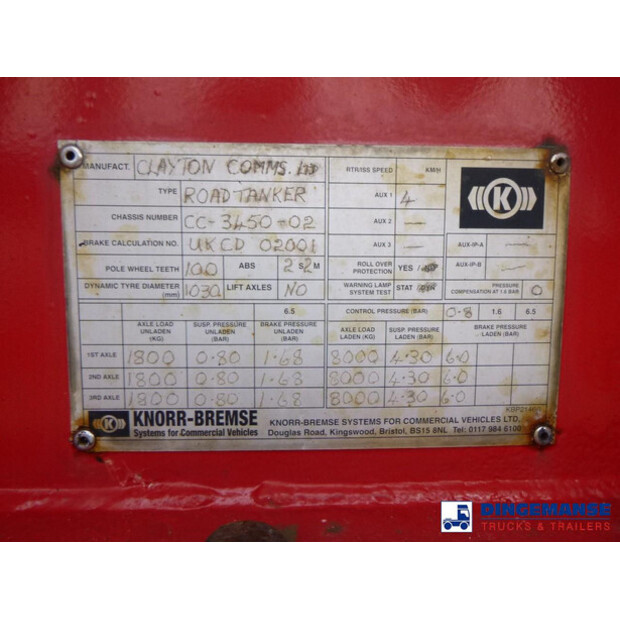 MANUFACT. CLAYTON COMMS. LTD
TYPE ROAD TANKER
CHASSIS NUMBER CC-3450-02
BRAKE CALCULATION NO. UKCD 02001
POLE WHEEL TEETH 100 ABS 2S2M
DYNAMIC TYRE DIAMETER (mm) 1030 LIFT AXLES NO
RTR/ISS SPEED KM/H
AUX 1 4
AUX 2 —
AUX 3 — AUX-IP-A —
ROLL OVER PROTECTION YES / NO AUX-IP-B —
WARNING LAMP SYSTEM TEST STAT PRESSURE COMPENSATION AT 1.6 BAR 0
K
6.5 CONTROL PRESSURE (BAR) 0-8 1.6 6.5
AXLE LOAD UNLADEN (KG) SUSP. PRESSURE UNLADEN (BAR) BRAKE PRESSURE UNLADEN (BAR) AXLE LOAD LADEN (KG) SUSP. PRESSURE LADEN (BAR) BRAKE PRESSURE LADEN (BAR)
1ST AXLE 1800 0.80 1.68 8000 4.30 6.0
2ND AXLE 1800 0.80 1.68 8000 4.30 6.0
3RD AXLE 1800 0.80 1.68 8000 4.30 6.0
K KNORR-BREMSE
Systems for Commercial Vehicles
KNORR-BREMSE SYSTEMS FOR COMMERCIAL VEHICLES LTD.
Douglas Road, Kingswood, Bristol, BS15 8NL Tel: 0117 984 6100
DINGEMANSE
TRUCKS & TRAILERS